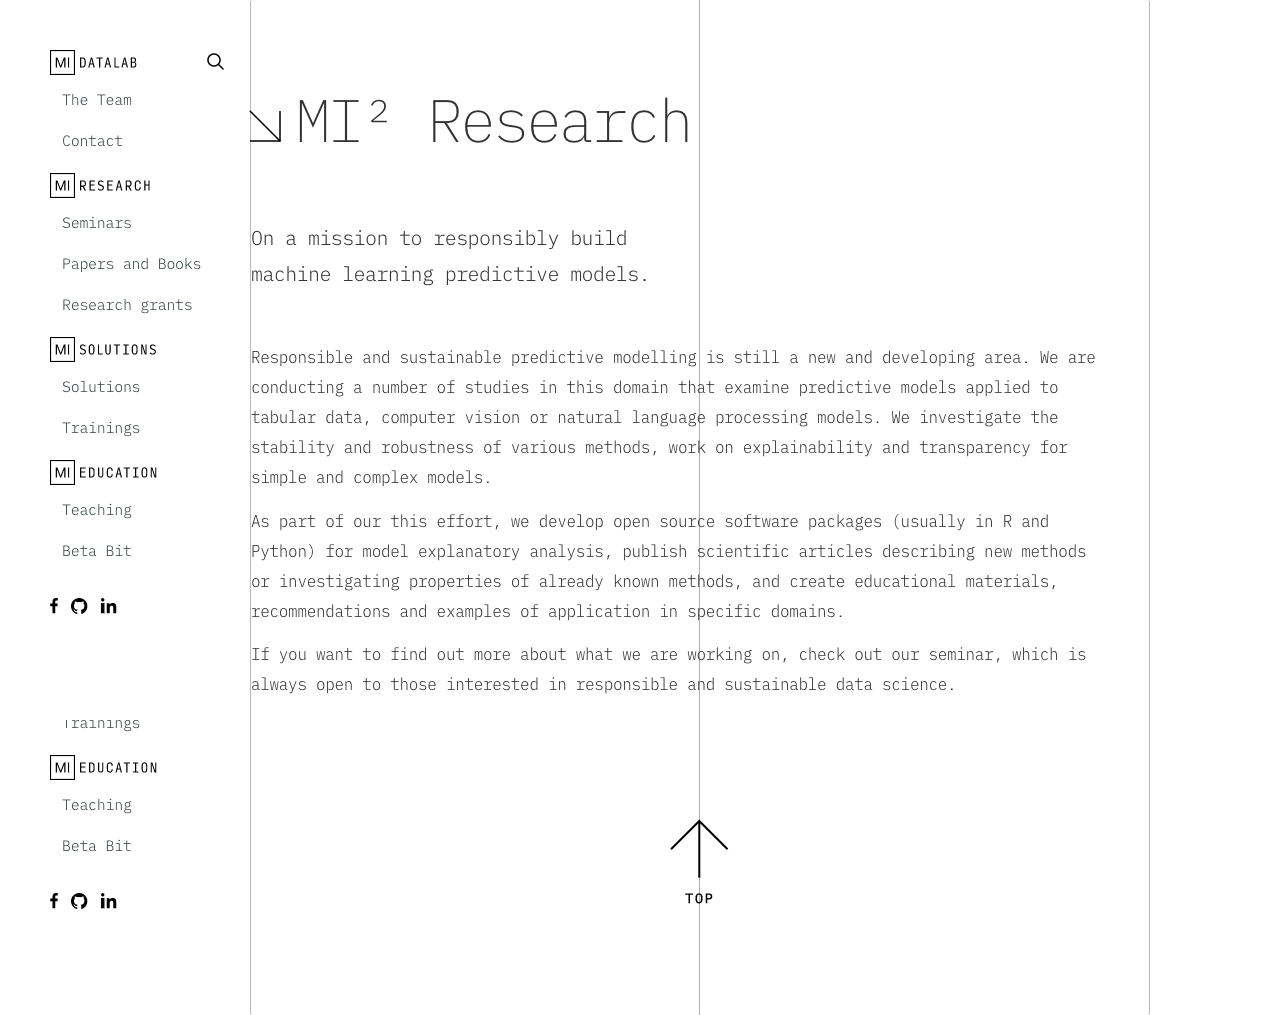 MI DATALAB
The Team
Contact
MI RESEARCH
Seminars
Papers and Books
Research grants
MI SOLUTIONS
Solutions
Trainings
MI EDUCATION
Teaching
Beta Bit
Trainings
MI EDUCATION
Teaching
Beta Bit
MI² Research
On a mission to responsibly build
machine learning predictive models.
Responsible and sustainable predictive modelling is still a new and developing area. We are
conducting a number of studies in this domain that examine predictive models applied to
tabular data, computer vision or natural language processing models. We investigate the
stability and robustness of various methods, work on explainability and transparency for
simple and complex models.
As part of our this effort, we develop open source software packages (usually in R and
Python) for model explanatory analysis, publish scientific articles describing new methods
or investigating properties of already known methods, and create educational materials,
recommendations and examples of application in specific domains.
If you want to find out more about what we are working on, check out our seminar, which is
always open to those interested in responsible and sustainable data science.
TOP